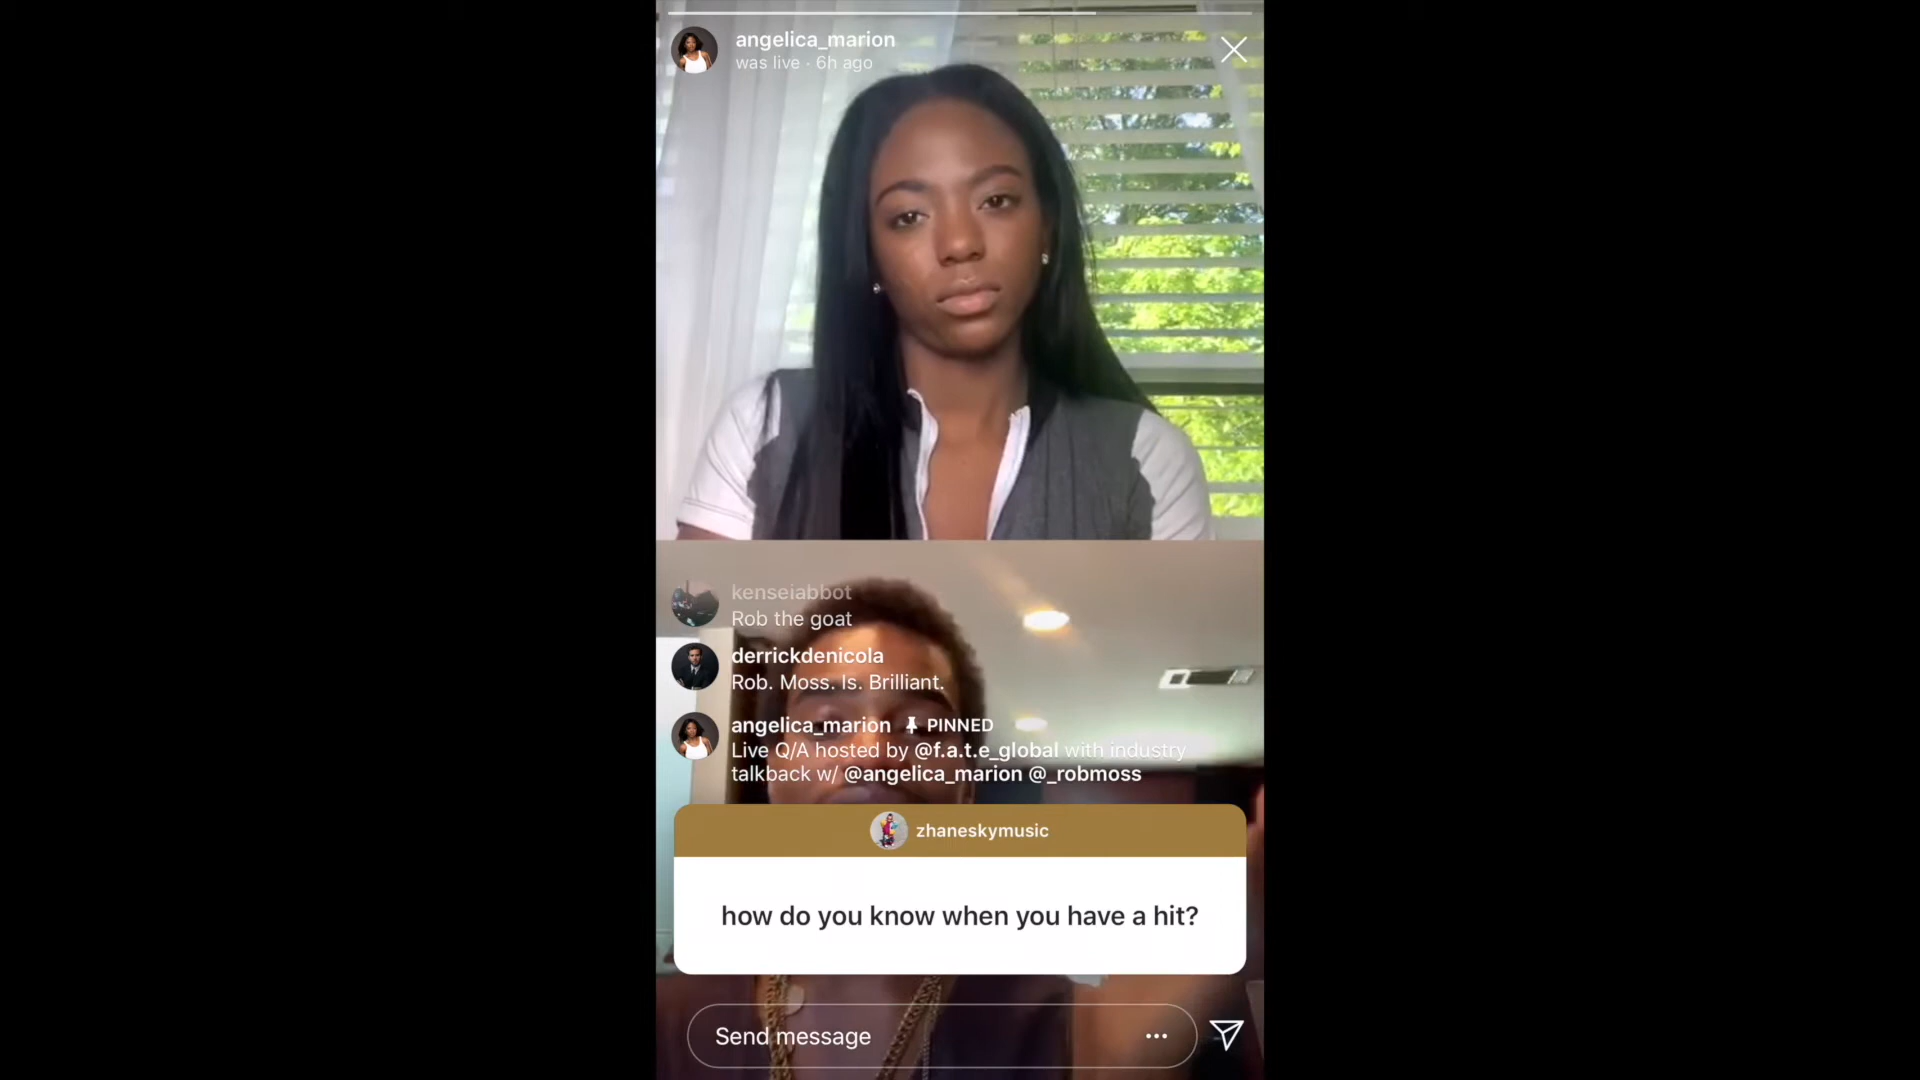 angelica_marion
was live · 6h ago
kenseiabbot
Rob the goat
derrickdenicola
Rob. Moss. Is. Brilliant.
angelica_marion PINNED
Live Q/A hosted by @f.a.t.e_global with industry
talkback w/ @angelica_marion @_robmoss
zhaneskymusic
how do you know when you have a hit?
Send message